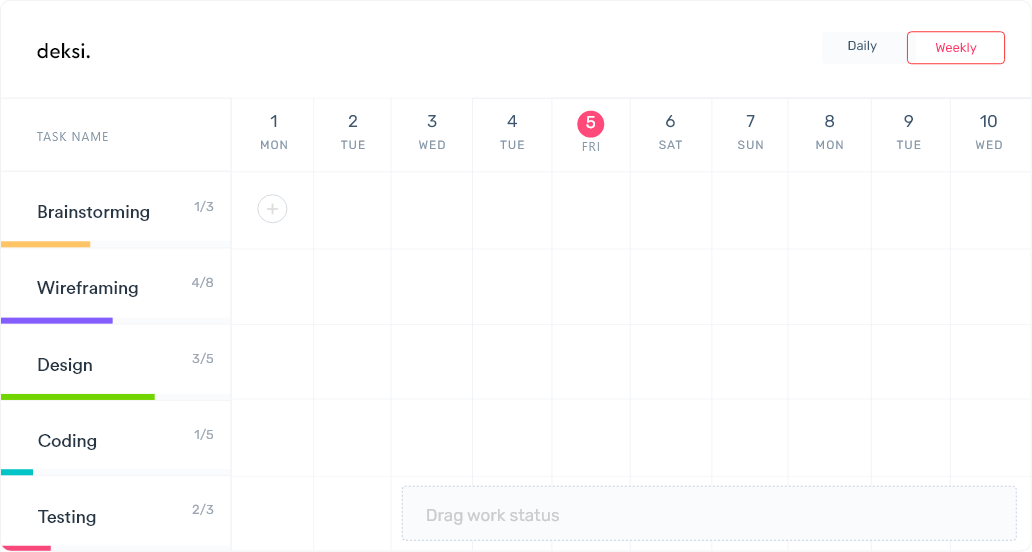 deksi.
Daily Weekly
TASK NAME
1 2 3 4 5 6 7 8 9 10
MON TUE WED TUE FRI SAT SUN MON TUE WED
Brainstorming 1/3
+
Wireframing 4/8
Design 3/5
Coding 1/5
Testing 2/3
Drag work status